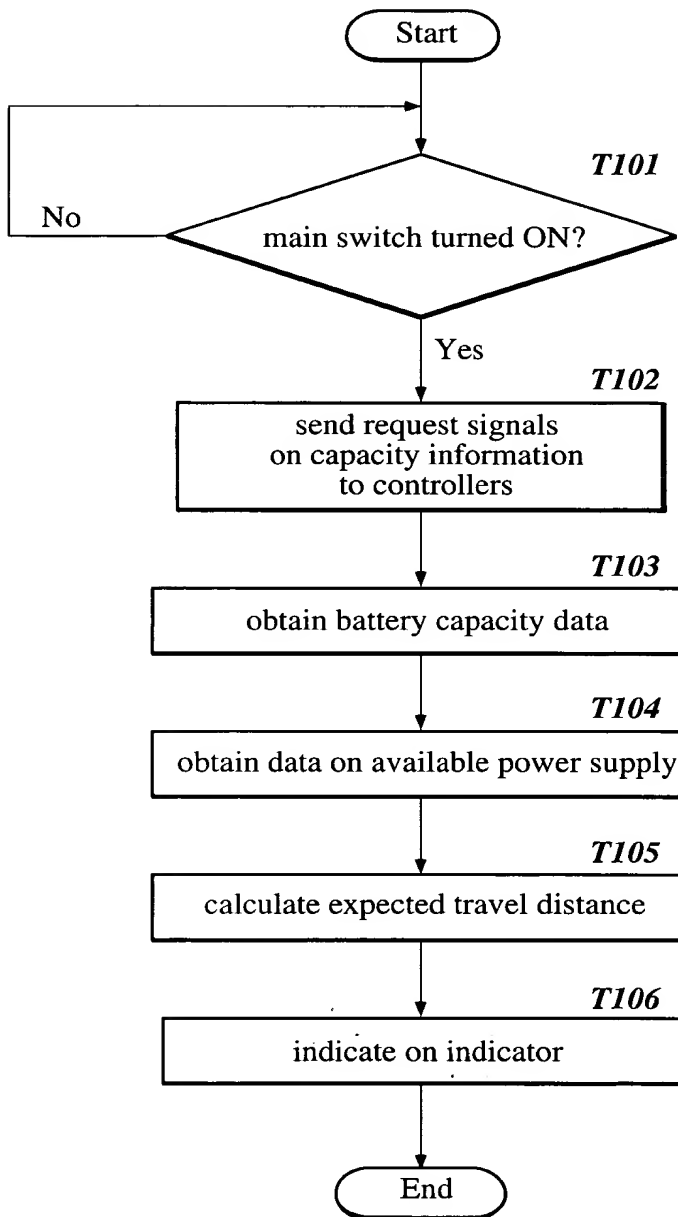 Start
T101
No
main switch turned ON?
Yes
T102
send request signals
on capacity information
to controllers
T103
obtain battery capacity data
T104
obtain data on available power supply
T105
calculate expected travel distance
T106
indicate on indicator
End